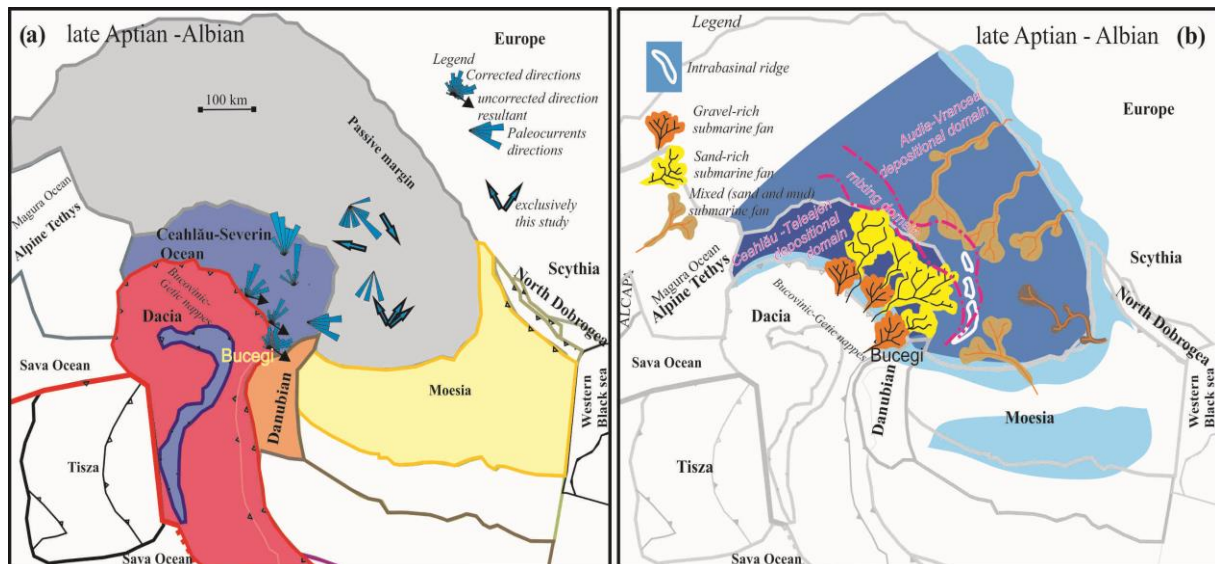 (a) late Aptian -Albian
Europe
Legend
Corrected directions
uncorrected direction
resultant
Paleocurrents
directions
exclusively
this study
100 km
Passive margin
Magura Ocean
Alpine Tethys
Ceahlău-Severin
Ocean
Bucovinic-Getic nappes
Dacia
Bucegi
Danubian
Scythia
North Dobrogea
Moesia
Western
Black sea
Sava Ocean
Tisza
Sava Ocean
late Aptian - Albian (b)
Legend
Intrabasinal ridge
Gravel-rich
submarine fan
Sand-rich
submarine fan
Mixed (sand and mud)
submarine fan
Europe
Audia-Vrancea
depositional domain
mixing domain
Ceahlău -Teleajen
depositional
domain
Magura Ocean
Alpine Tethys
ALCAPA
Bucovinic-Getic nappes
Dacia
Bucegi
Danubian
Scythia
North Dobrogea
Moesia
Western
Black sea
Sava Ocean
Tisza
Sava Ocean